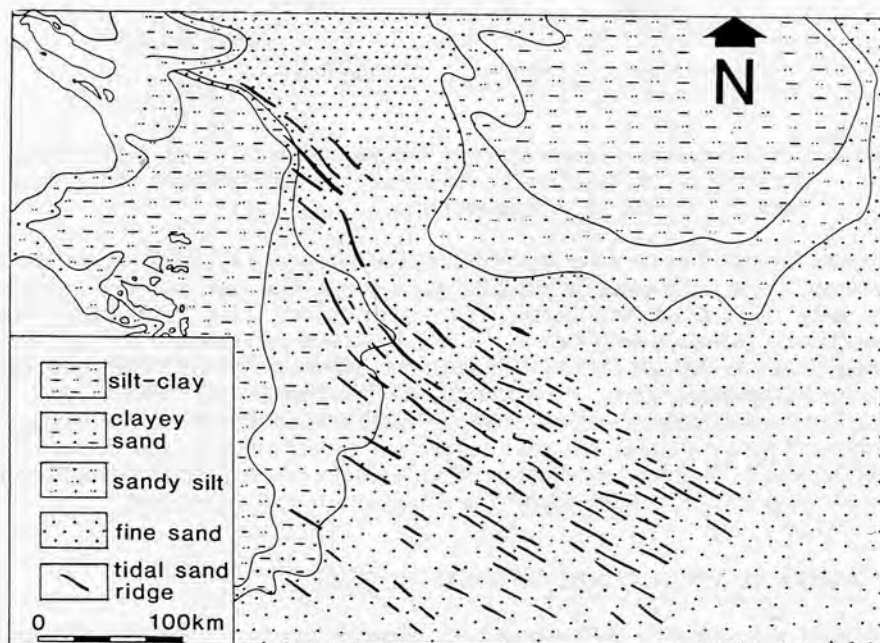 N
silt-clay
clayey
sand
sandy silt
fine sand
tidal sand
ridge
0 100km